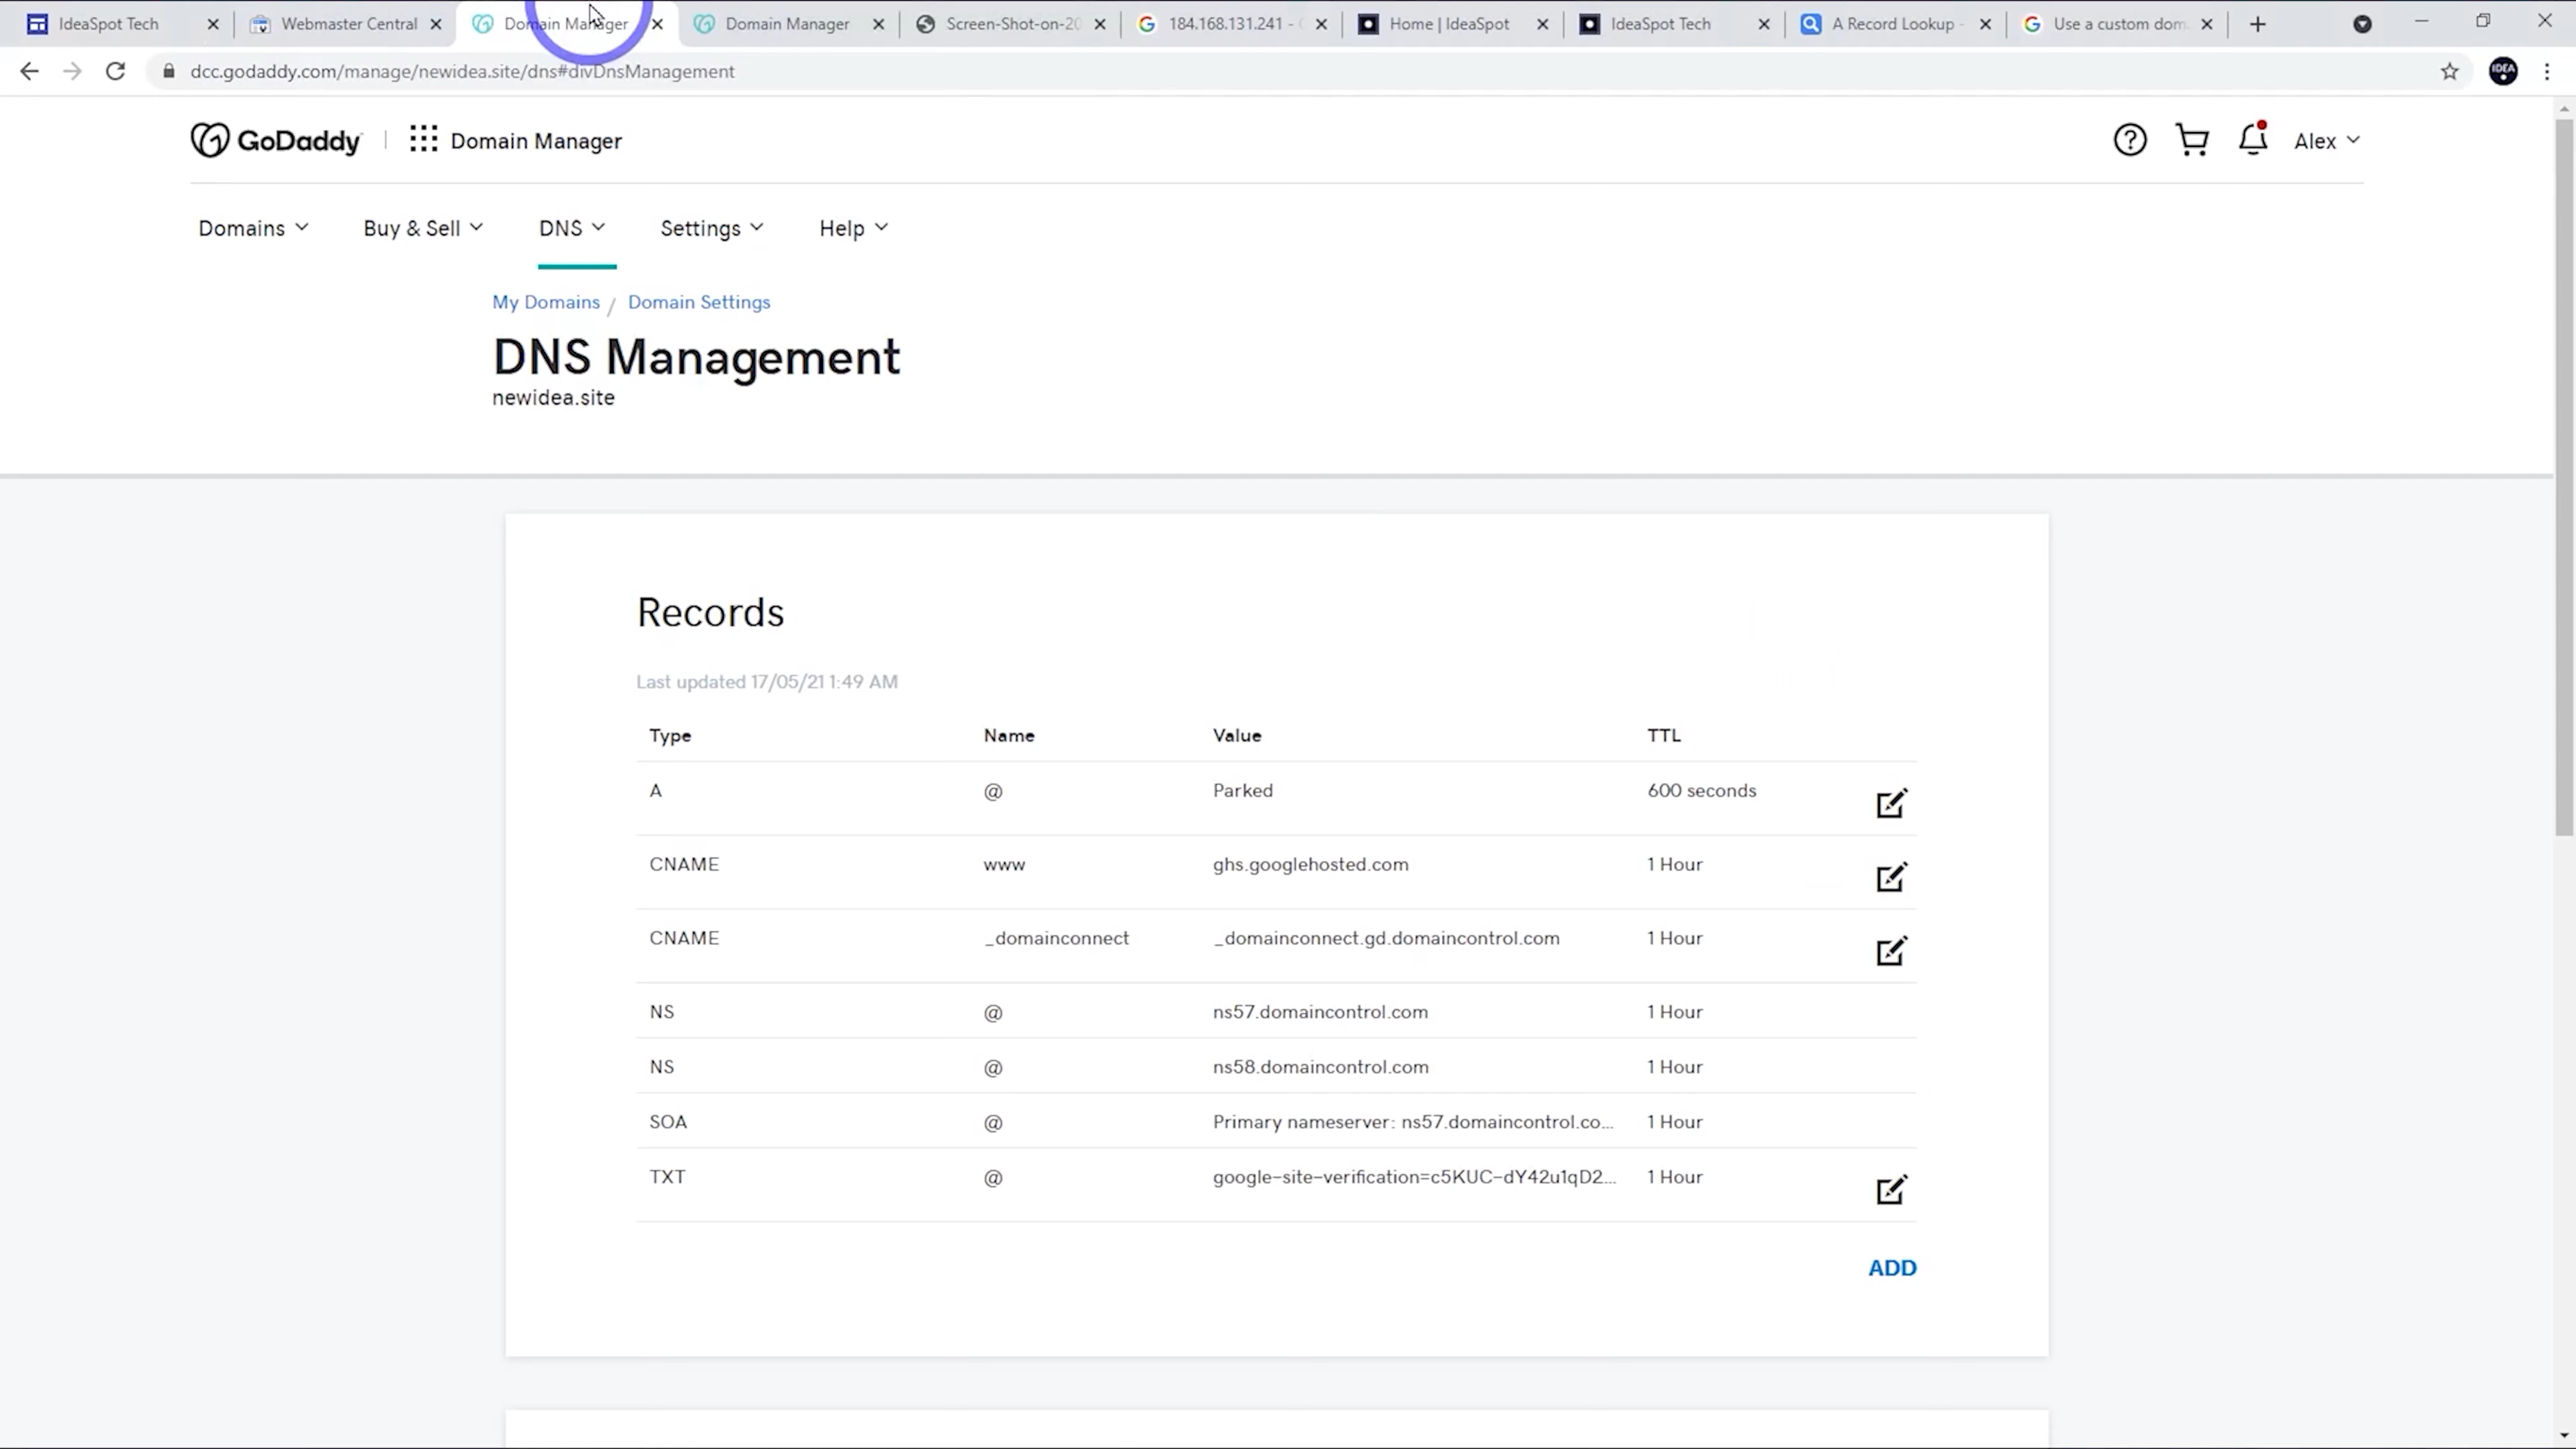 IdeaSpot Tech
Webmaster Central
Domain Manager
Domain Manager
Screen-Shot-on-20
184.168.131.241 -
Home | IdeaSpot
IdeaSpot Tech
A Record Lookup -
Use a custom dom
dcc.godaddy.com/manage/newidea.site/dns#divDnsManagement
IDEA
GoDaddy
Domain Manager
Alex
Domains
Buy & Sell
DNS
Settings
Help
My Domains / Domain Settings
DNS Management
newidea.site
Records
Last updated 17/05/21 1:49 AM
Type Name Value TTL
A @ Parked 600 seconds
CNAME www ghs.googlehosted.com 1 Hour
CNAME _domainconnect _domainconnect.gd.domaincontrol.com 1 Hour
NS @ ns57.domaincontrol.com 1 Hour
NS @ ns58.domaincontrol.com 1 Hour
SOA @ Primary nameserver: ns57.domaincontrol.co... 1 Hour
TXT @ google-site-verification=c5KUC-dY42u1qD2... 1 Hour
ADD